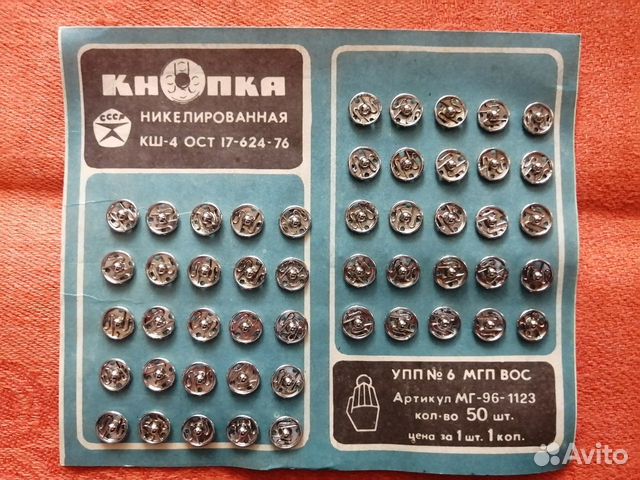 КНОПКА
СССР
НИКЕЛИРОВАННАЯ
КШ-4 ОСТ 17-624-76
УПП № 6 МГП ВОС
Артикул МГ-96-1123
кол-во 50 шт.
цена за 1 шт. 1 коп.
Avito